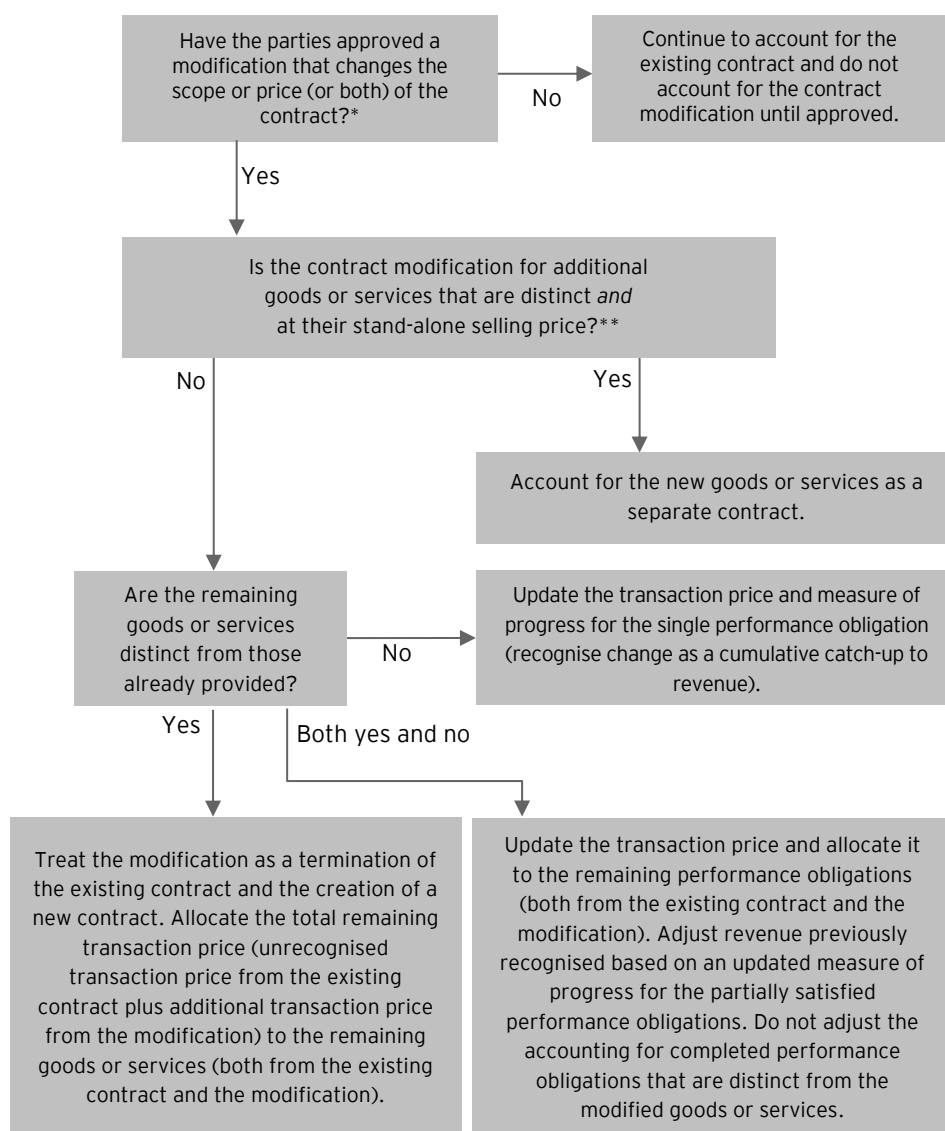 Have the parties approved a
modification that changes the
scope or price (or both) of the
contract?*
No
Continue to account for the
existing contract and do not
account for the contract
modification until approved.
Yes
Is the contract modification for additional
goods or services that are distinct and
at their stand-alone selling price?**
No
Yes
Account for the new goods or services as a
separate contract.
Are the remaining
goods or services
distinct from those
already provided?
No
Update the transaction price and measure of
progress for the single performance obligation
(recognise change as a cumulative catch-up to
revenue).
Yes
Both yes and no
Treat the modification as a termination of
the existing contract and the creation of a
new contract. Allocate the total remaining
transaction price (unrecognised
transaction price from the existing
contract plus additional transaction price
from the modification) to the remaining
goods or services (both from the existing
contract and the modification).
Update the transaction price and allocate it
to the remaining performance obligations
(both from the existing contract and the
modification). Adjust revenue previously
recognised based on an updated measure of
progress for the partially satisfied
performance obligations. Do not adjust the
accounting for completed performance
obligations that are distinct from the
modified goods or services.